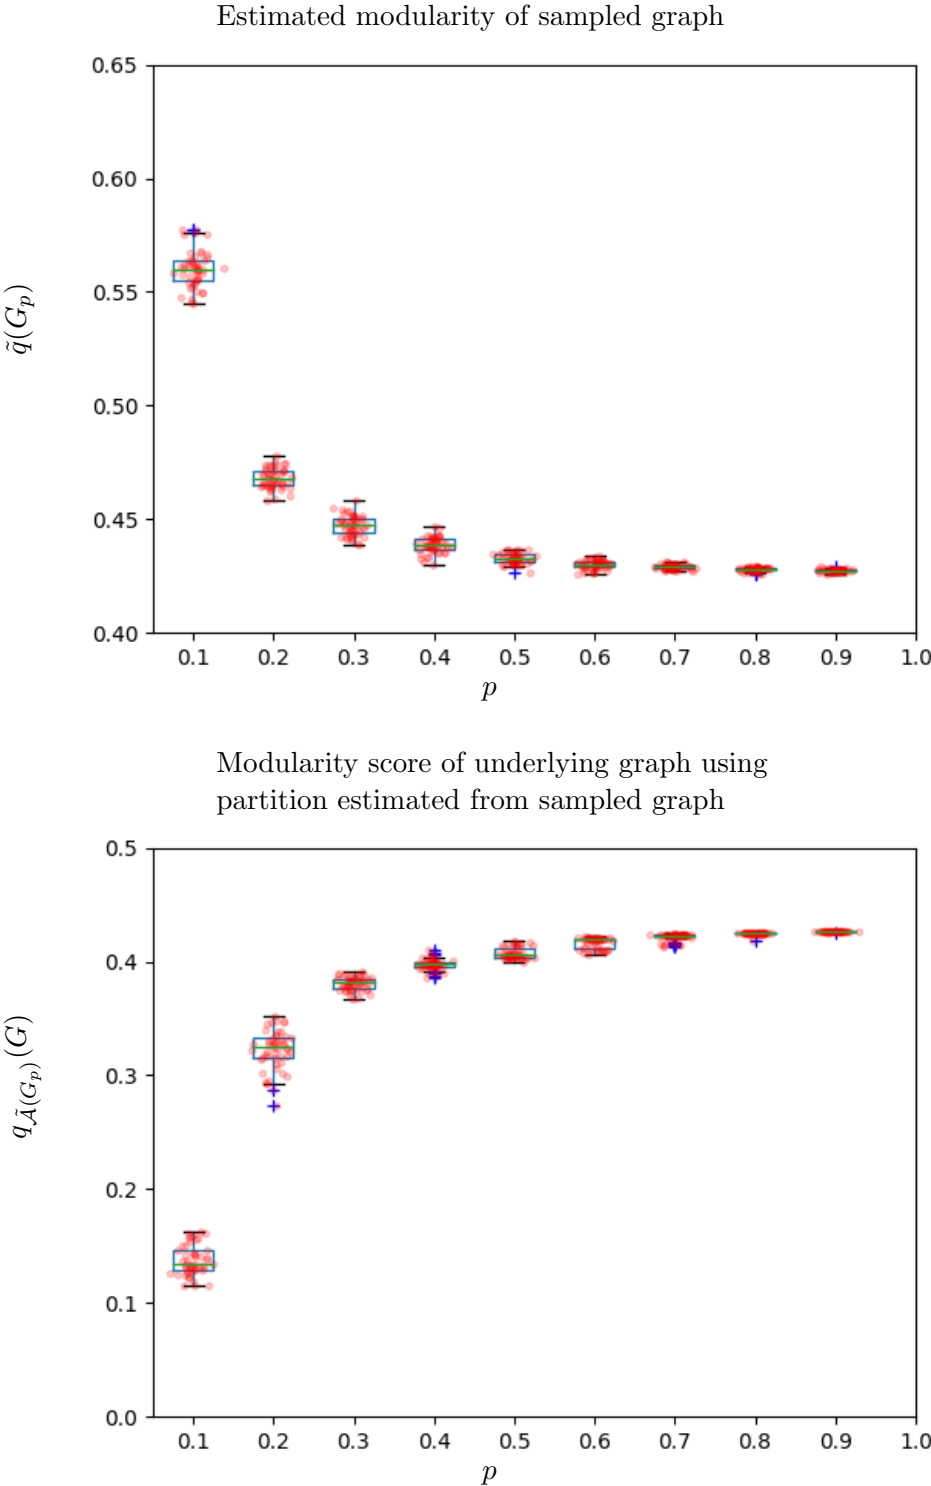 Estimated modularity of sampled graph
0.65
0.60
0.55
0.50
0.45
0.40
q̃(G_p)
0.1 0.2 0.3 0.4 0.5 0.6 0.7 0.8 0.9 1.0
p
Modularity score of underlying graph using
partition estimated from sampled graph
0.5
0.4
0.3
0.2
0.1
0.0
q_{Ã(G_p)}(G)
0.1 0.2 0.3 0.4 0.5 0.6 0.7 0.8 0.9 1.0
p